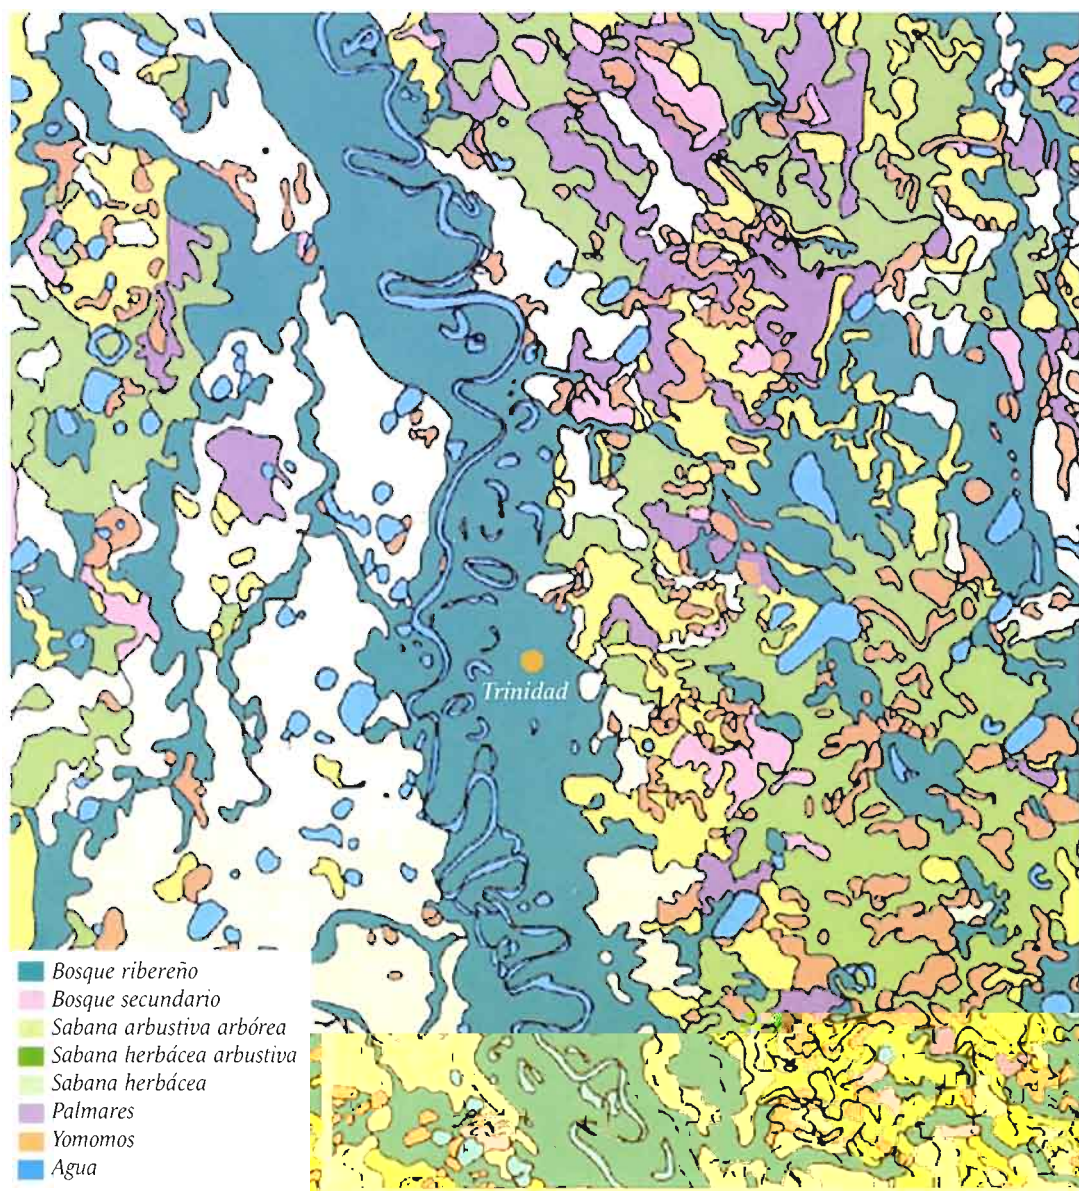 Trinidad
Bosque ribereño
Bosque secundario
Sabana arbustiva arbórea
Sabana herbácea arbustiva
Sabana herbácea
Palmares
Yomomos
Agua